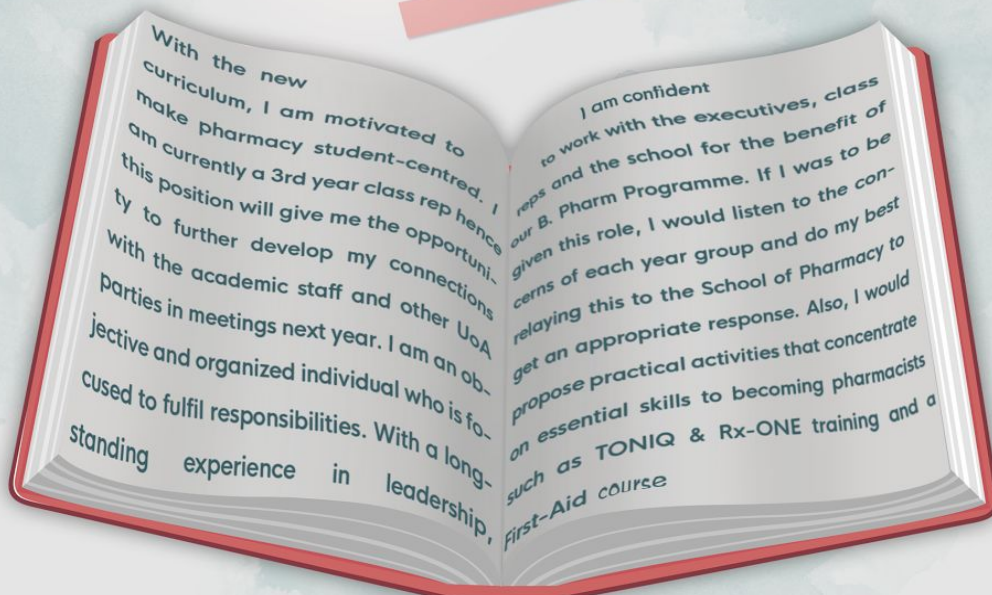 With the new
curriculum, I am motivated to
make pharmacy student-centred. I
am currently a 3rd year class rep hence
this position will give me the opportuni-
ty to further develop my connections
with the academic staff and other UoA
parties in meetings next year. I am an ob-
jective and organized individual who is fo-
cused to fulfil responsibilities. With a long-
standing experience in leadership,
I am confident
to work with the executives, class
reps and the school for the benefit of
our B. Pharm Programme. If I was to be
given this role, I would listen to the con-
cerns of each year group and do my best
relaying this to the School of Pharmacy to
get an appropriate response. Also, I would
propose practical activities that concentrate
on essential skills to becoming pharmacists
such as TONIQ & Rx-ONE training and a
First-Aid course